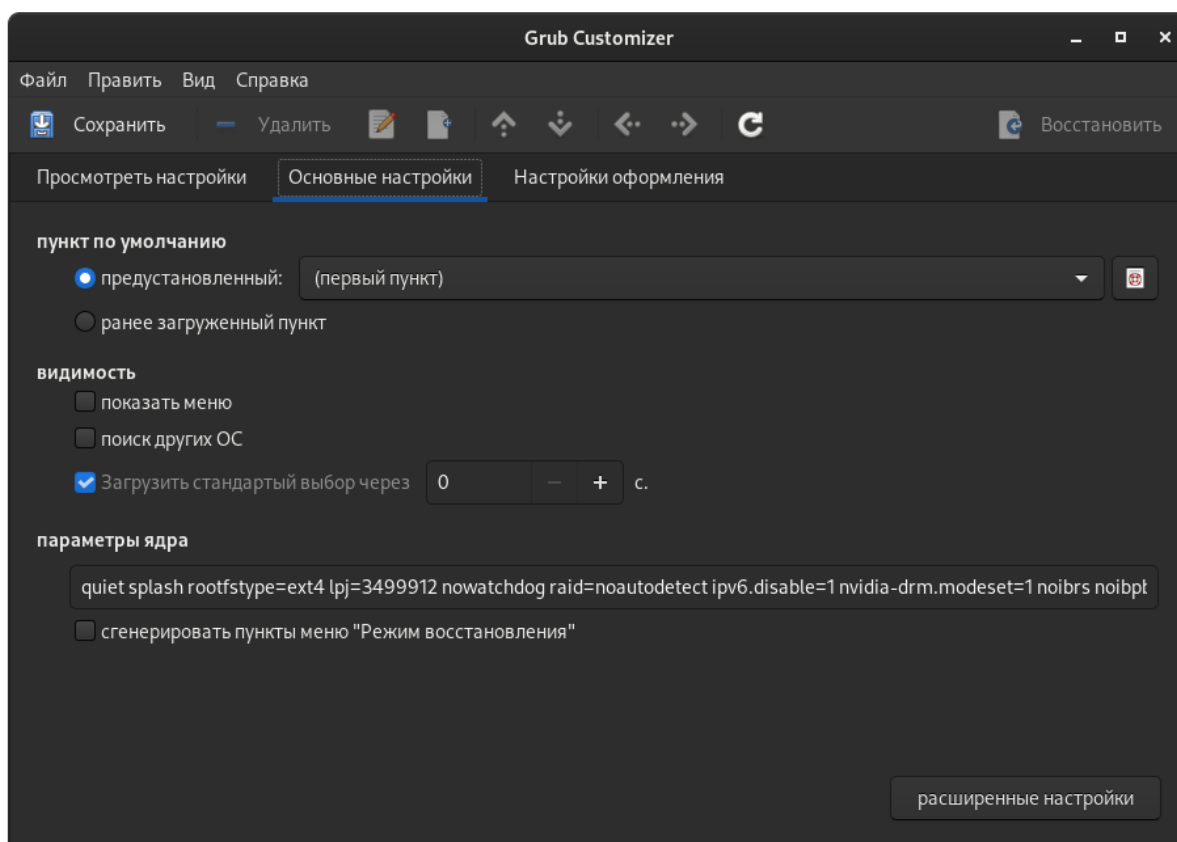 Grub Customizer
Файл Править Вид Справка
Сохранить Удалить Восстановить
Просмотреть настройки Основные настройки Настройки оформления
пункт по умолчанию
предустановленный: (первый пункт)
ранее загруженный пункт
видимость
показать меню
поиск других ОС
Загрузить стандартый выбор через 0 с.
параметры ядра
quiet splash rootfstype=ext4 lpj=3499912 nowatchdog raid=noautodetect ipv6.disable=1 nvidia-drm.modeset=1 noibrs
сгенерировать пункты меню "Режим восстановления"
расширенные настройки